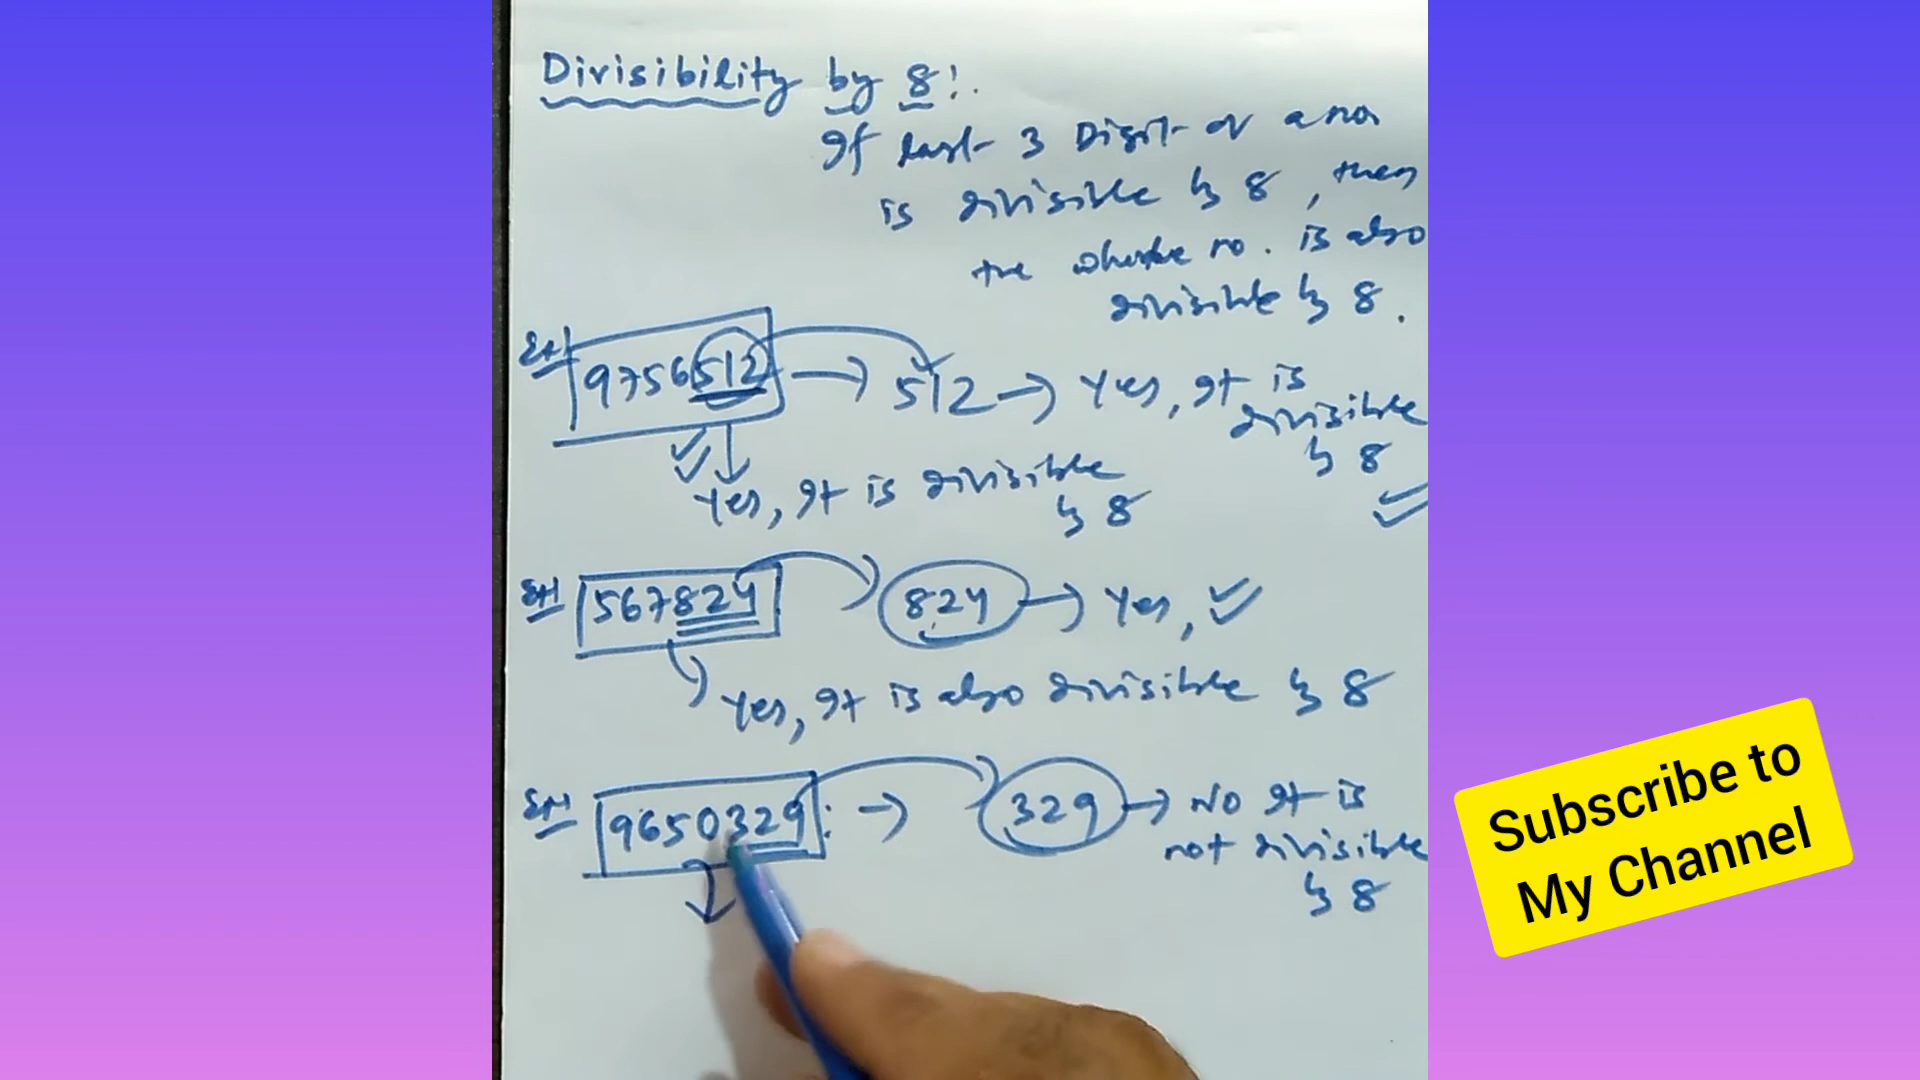 Divisibility by 8:
If last 3 Digit of a no.
is divisible by 8, then
the whole no. is also
divisible by 8.
Ex:1 9756512 → 512 → Yes, It is
divisible
by 8
Yes, It is divisible
by 8
Ex:1 567824 824 → Yes,
Yes, It is also divisible by 8
Ex:1 9650329: → 329 → No It is
not divisible
by 8
Subscribe to
My Channel